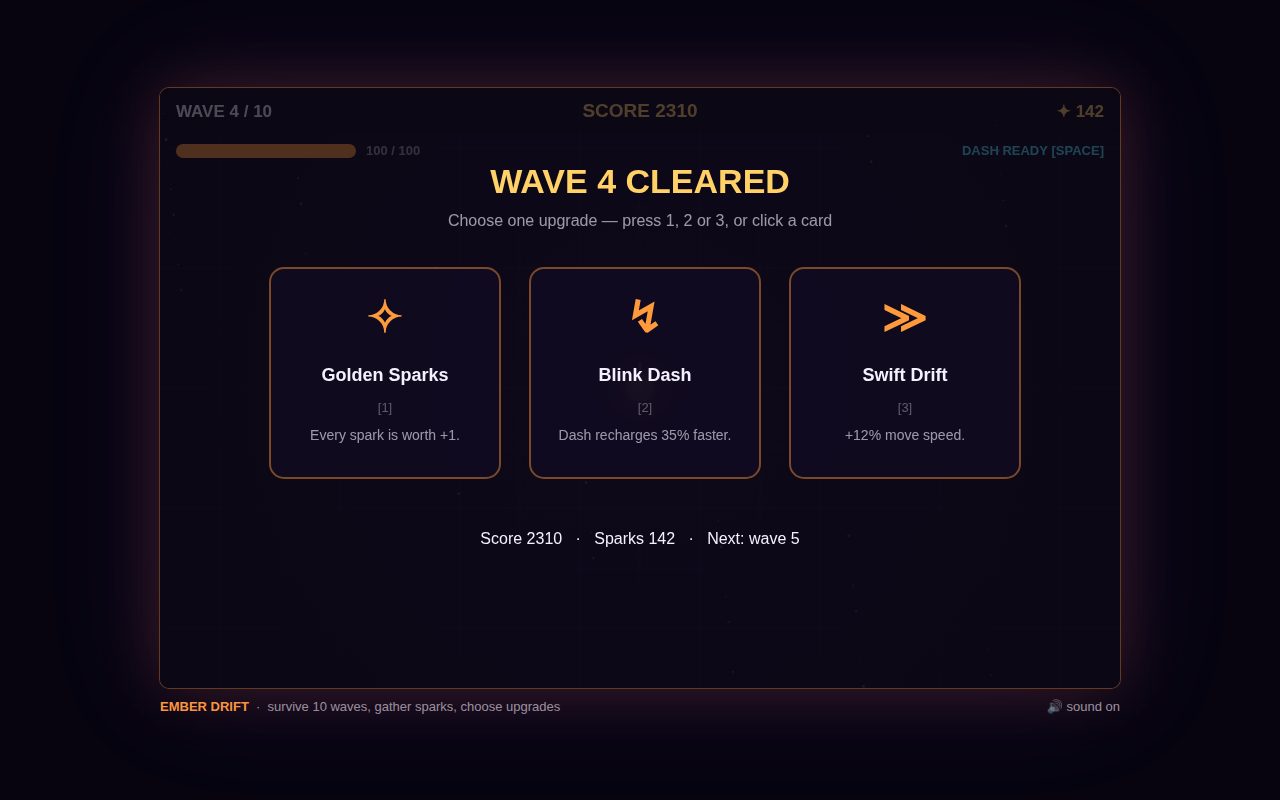 WAVE 4 / 10
SCORE 2310
✦ 142
100 / 100
DASH READY [SPACE]
WAVE 4 CLEARED
Choose one upgrade — press 1, 2 or 3, or click a card
Golden Sparks
[1]
Every spark is worth +1.
Blink Dash
[2]
Dash recharges 35% faster.
Swift Drift
[3]
+12% move speed.
Score 2310 · Sparks 142 · Next: wave 5
EMBER DRIFT · survive 10 waves, gather sparks, choose upgrades
🔊 sound on